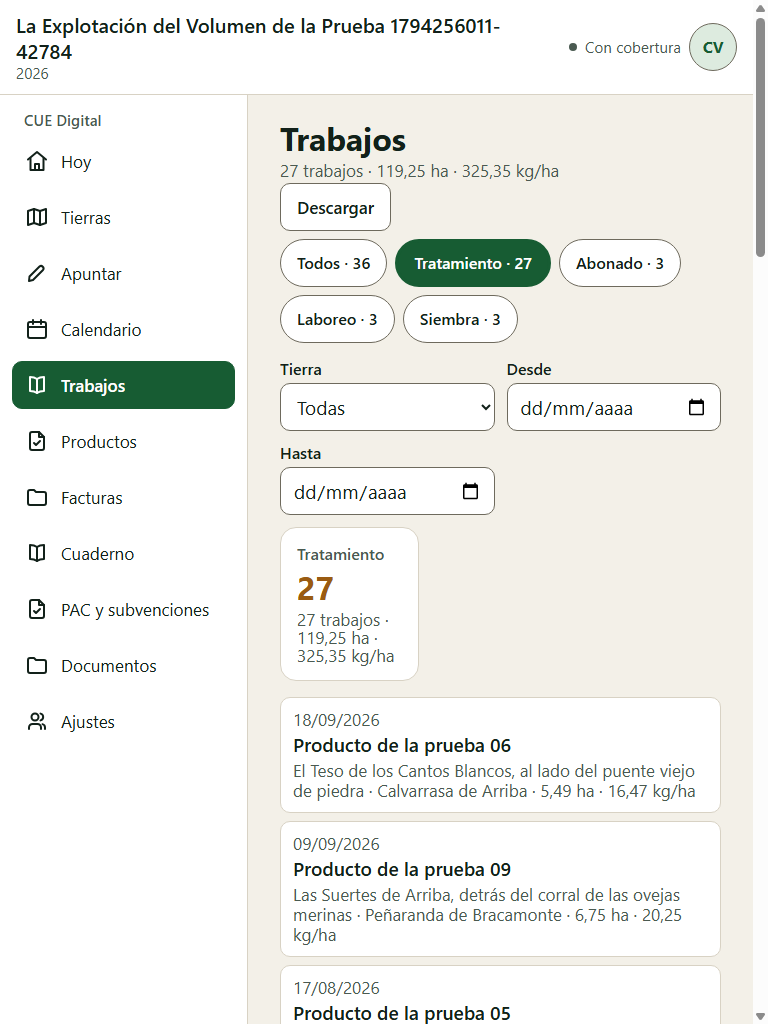 La Explotación del Volumen de la Prueba 1794256011-
42784
2026
Con cobertura
CV
CUE Digital
Hoy
Tierras
Apuntar
Calendario
Trabajos
Productos
Facturas
Cuaderno
PAC y subvenciones
Documentos
Ajustes
Trabajos
27 trabajos · 119,25 ha · 325,35 kg/ha
Descargar
Todos · 36
Tratamiento · 27
Abonado · 3
Laboreo · 3
Siembra · 3
Tierra
Desde
Todas
dd/mm/aaaa
Hasta
dd/mm/aaaa
Tratamiento
27
27 trabajos ·
119,25 ha ·
325,35 kg/ha
18/09/2026
Producto de la prueba 06
El Teso de los Cantos Blancos, al lado del puente viejo
de piedra · Calvarrasa de Arriba · 5,49 ha · 16,47 kg/ha
09/09/2026
Producto de la prueba 09
Las Suertes de Arriba, detrás del corral de las ovejas
merinas · Peñaranda de Bracamonte · 6,75 ha · 20,25
kg/ha
17/08/2026
Producto de la prueba 05